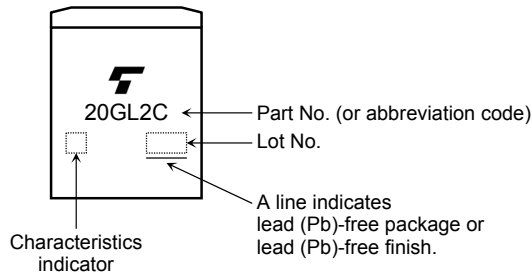 20GL2C
Part No. (or abbreviation code)
Lot No.
A line indicates
lead (Pb)-free package or
lead (Pb)-free finish.
Characteristics
indicator